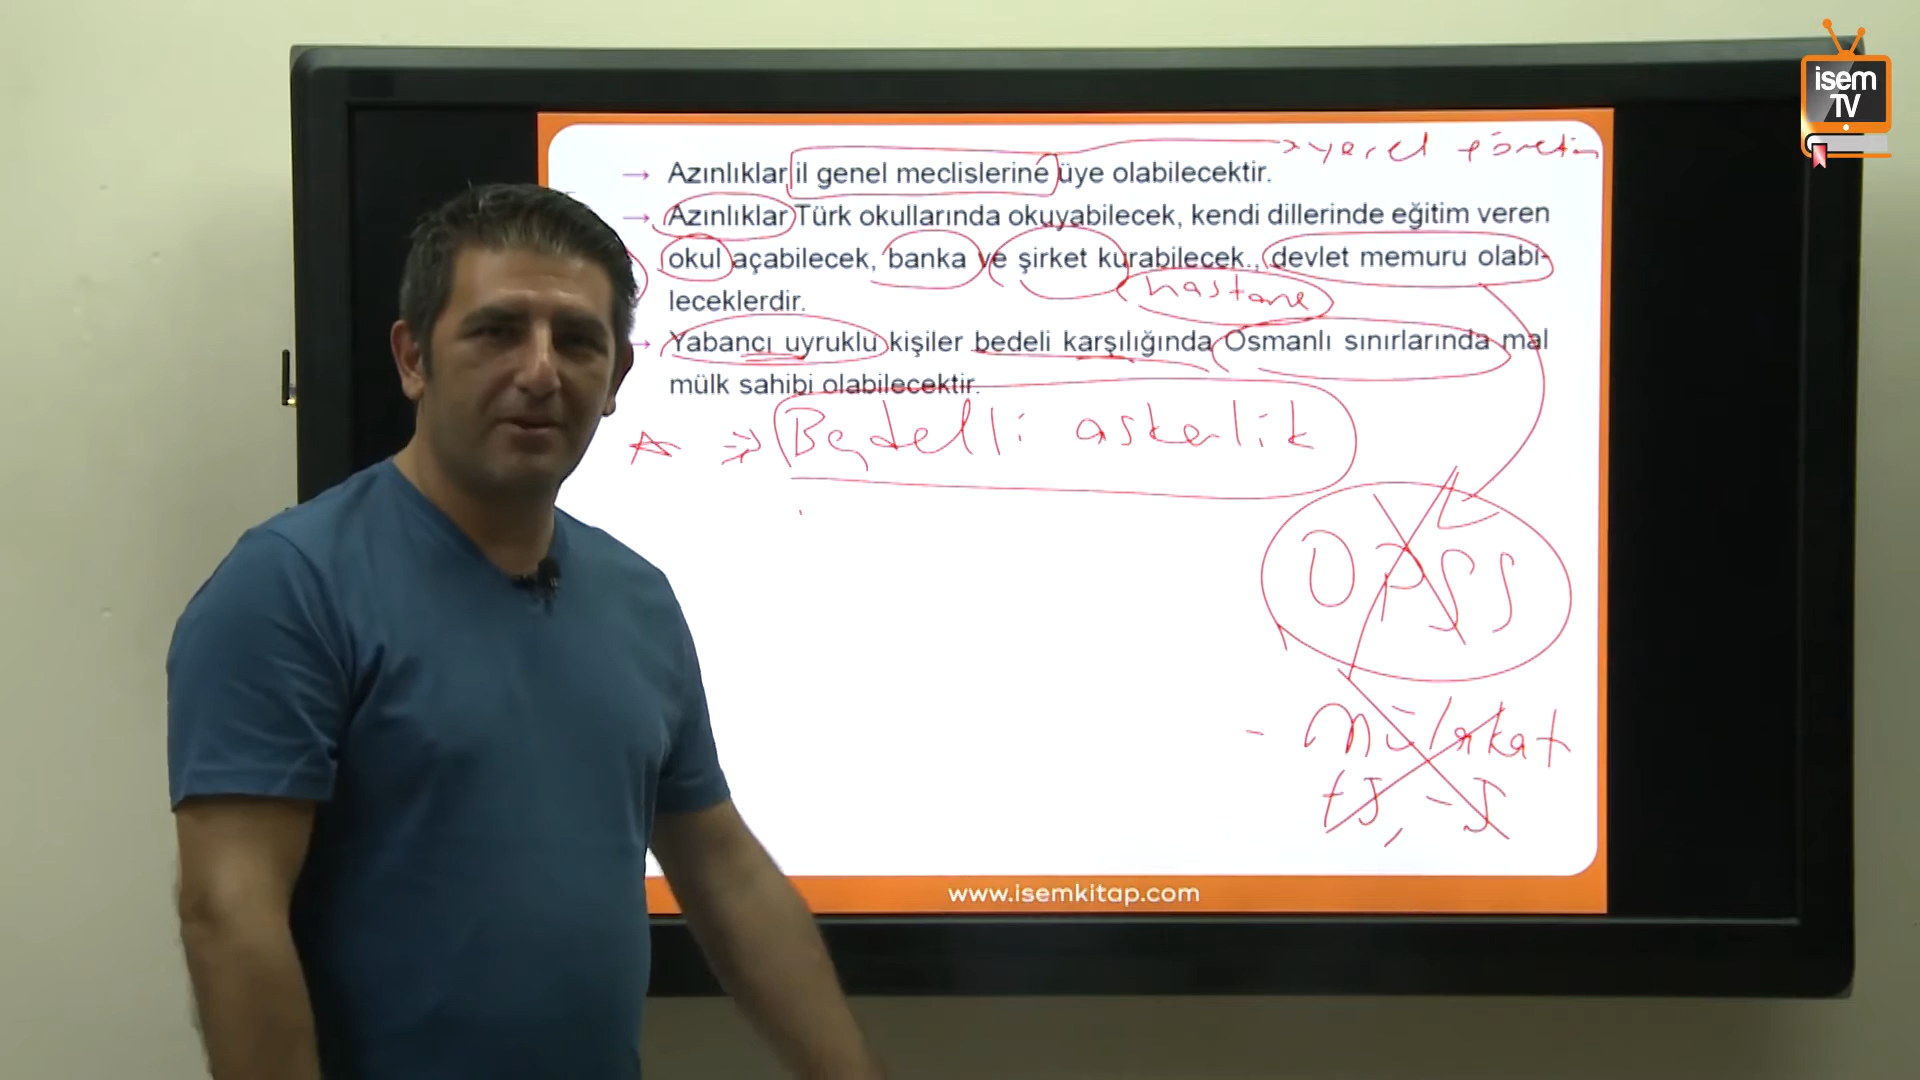 isem
TV
→ Azınlıklar il genel meclislerine üye olabilecektir.
→ yerel yönetim
→ Azınlıklar Türk okullarında okuyabilecek, kendi dillerinde eğitim veren
okul açabilecek, banka ve şirket kurabilecek., devlet memuru olabi-
leceklerdir.
hastane
→ Yabancı uyruklu kişiler bedeli karşılığında Osmanlı sınırlarında mal
mülk sahibi olabilecektir.
Bedelli askerlik
OPSS
- Mülakat
www.isemkitap.com